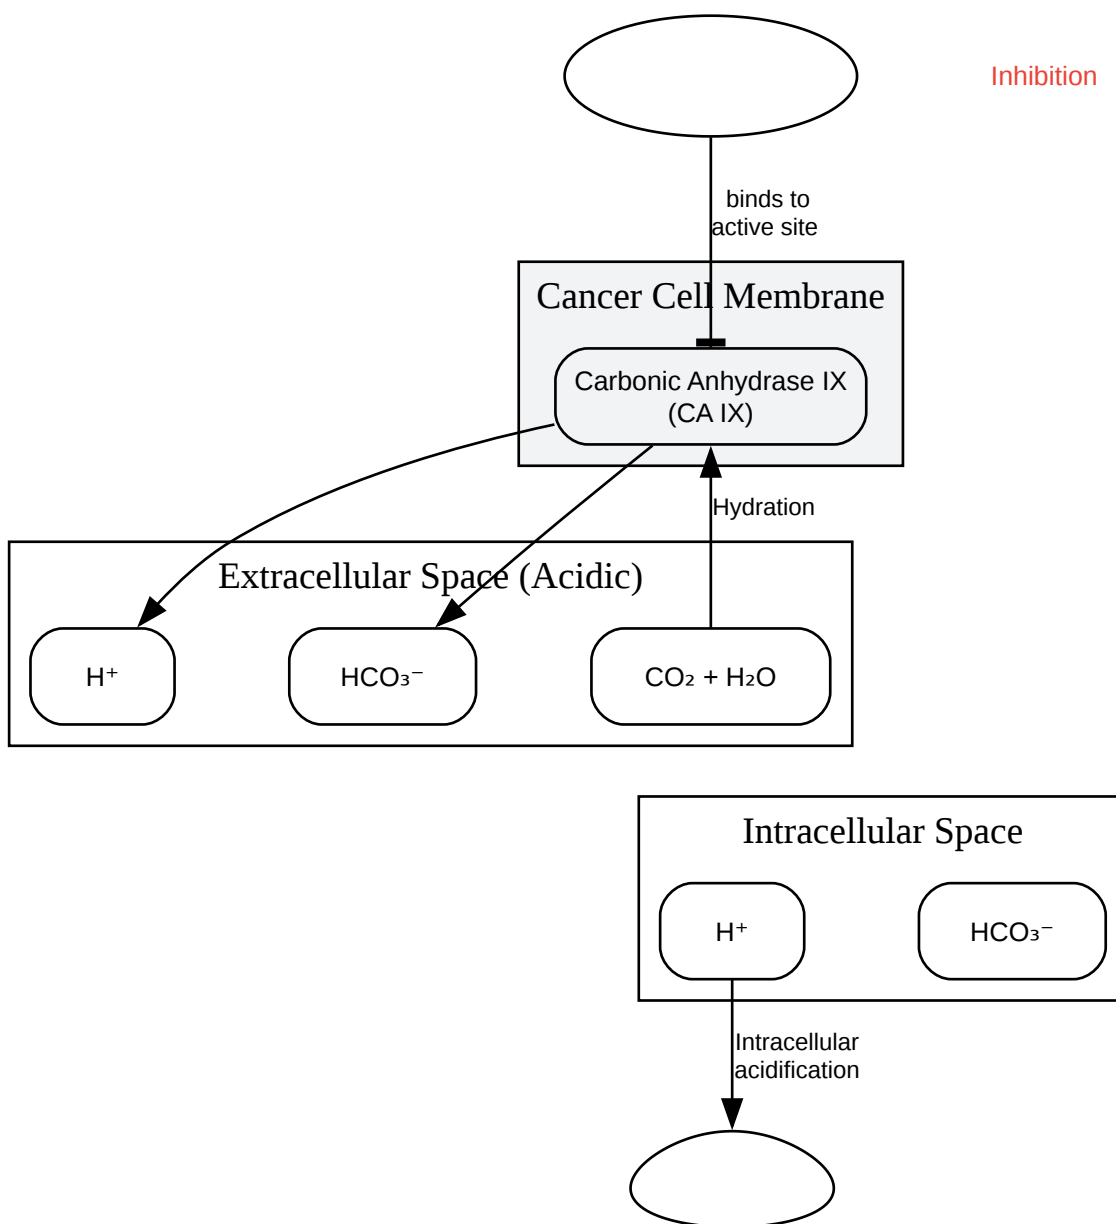 Inhibition
binds to
active site
Cancer Cell Membrane
Carbonic Anhydrase IX
(CA IX)
Hydration
Extracellular Space (Acidic)
H⁺
HCO₃⁻
CO₂ + H₂O
Intracellular Space
H⁺
HCO₃⁻
Intracellular
acidification